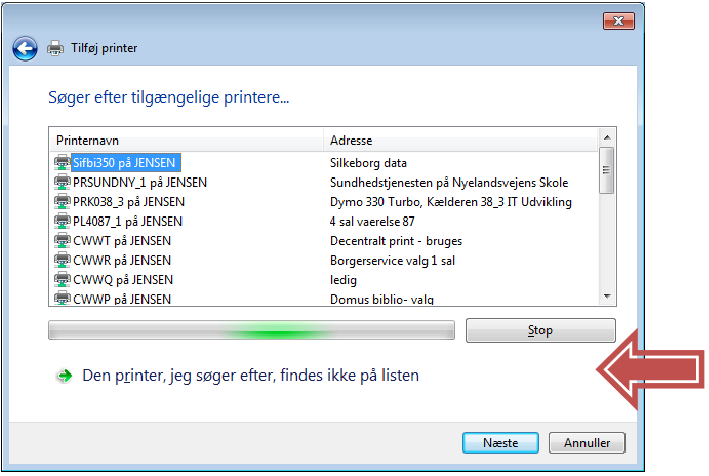 Tilføj printer
Søger efter tilgængelige printere...
Printernavn Adresse
Sifbi350 på JENSEN Silkeborg data
PRSUNDNY_1 på JENSEN Sundhedstjenesten på Nyelandsvejens Skole
PRK038_3 på JENSEN Dymo 330 Turbo, Kælderen 38_3 IT Udvikling
PL4087_1 på JENSEN 4 sal vaerelse 87
CWWT på JENSEN Decentralt print - bruges
CWWR på JENSEN Borgerservice valg 1 sal
CWWQ på JENSEN ledig
CWWP på JENSEN Domus biblio- valg
Stop
Den printer, jeg søger efter, findes ikke på listen
Næste Annuller